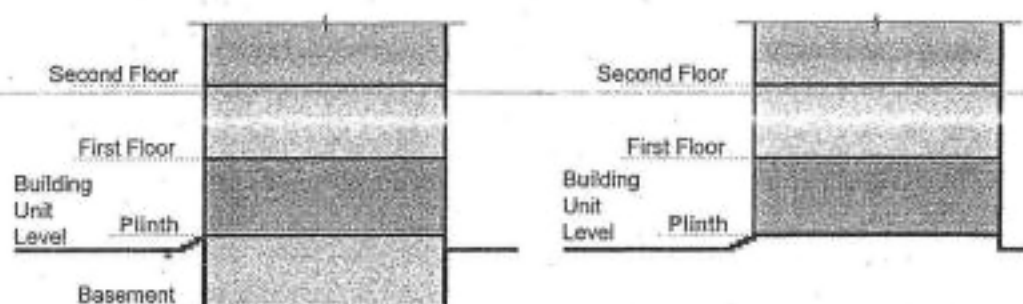 Second Floor
First Floor
Building
Unit
Level
Plinth
Basement
Second Floor
First Floor
Building
Unit
Level
Plinth